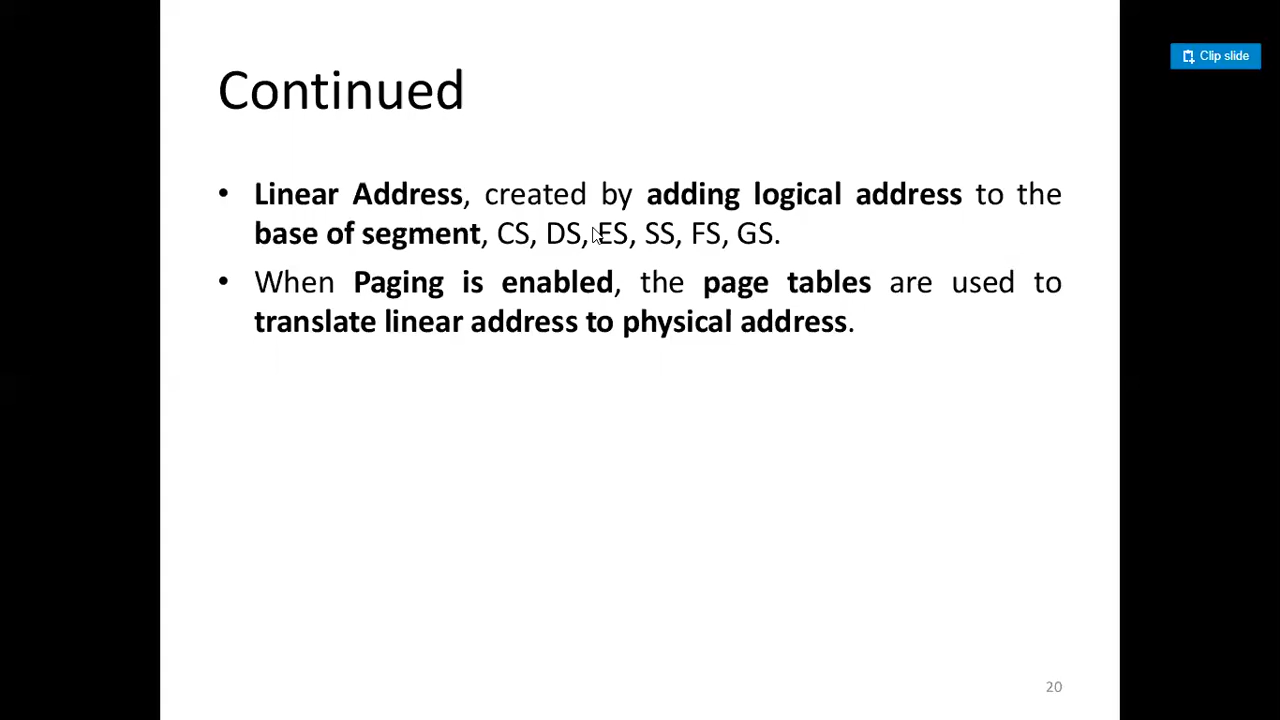 Clip slide
Continued
• Linear Address, created by adding logical address to the
base of segment, CS, DS, ES, SS, FS, GS.
• When Paging is enabled, the page tables are used to
translate linear address to physical address.
20